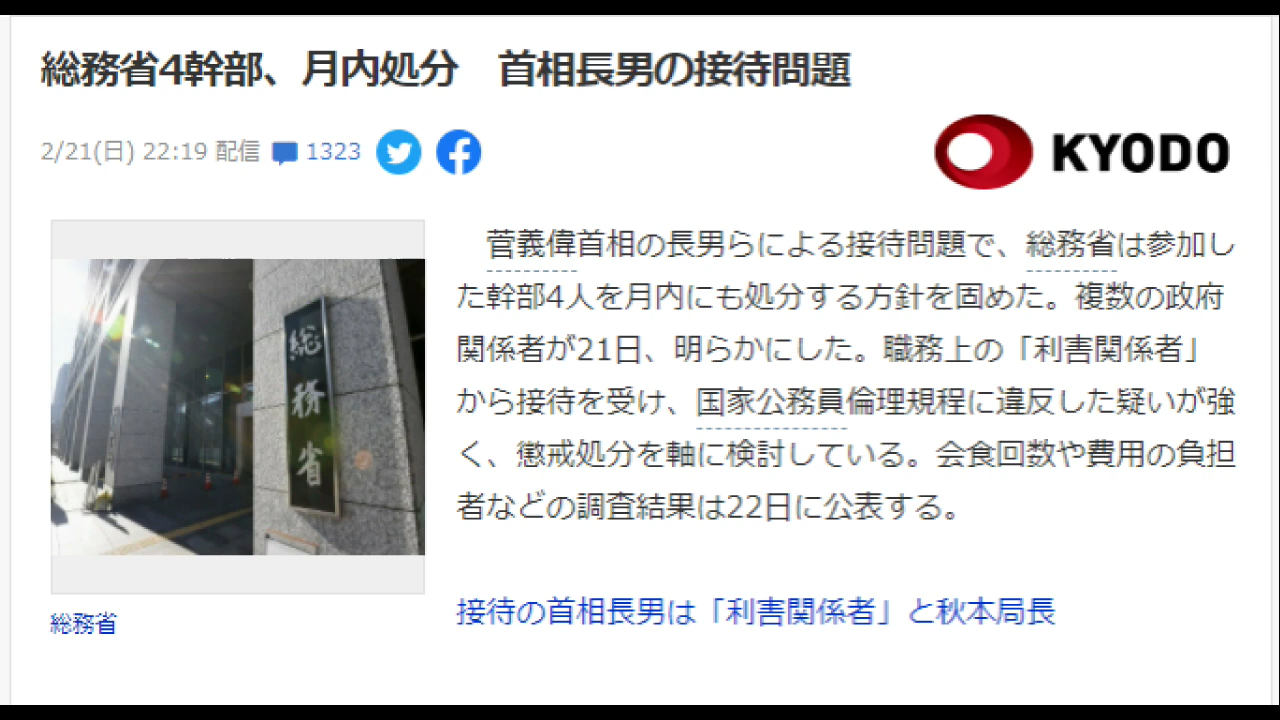 総務省4幹部、月内処分　首相長男の接待問題
2/21(日) 22:19 配信 1323
KYODO
菅義偉首相の長男らによる接待問題で、総務省は参加し
た幹部4人を月内にも処分する方針を固めた。複数の政府
関係者が21日、明らかにした。職務上の「利害関係者」
から接待を受け、国家公務員倫理規程に違反した疑いが強
く、懲戒処分を軸に検討している。会食回数や費用の負担
者などの調査結果は22日に公表する。
総務省
総務省
接待の首相長男は「利害関係者」と秋本局長